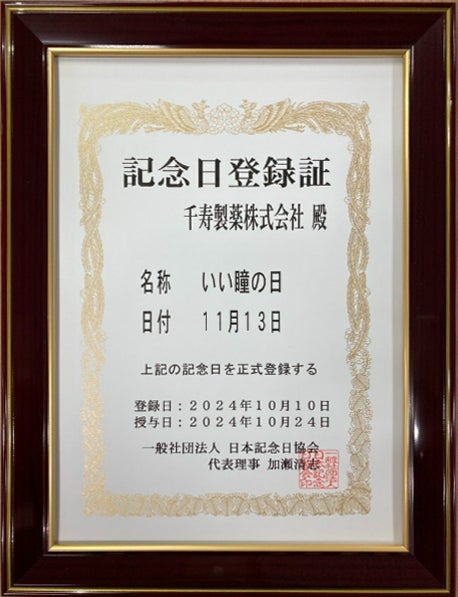 記念日登録証
千寿製薬株式会社 殿
名称 いい瞳の日
日付 11月13日
上記の記念日を正式登録する
登録日：２０２４年１０月１０日
授与日：２０２４年１０月２４日
一般社団法人 日本記念日協会
代表理事 加瀬清志